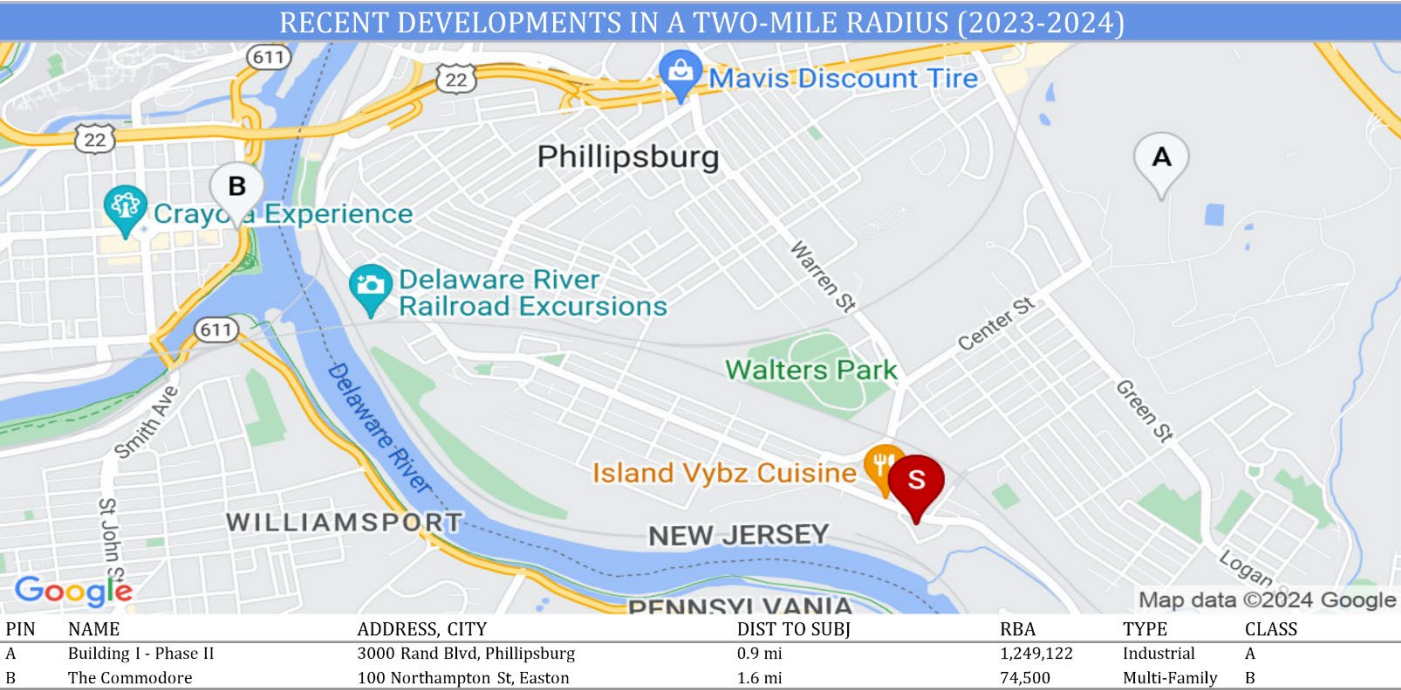 RECENT DEVELOPMENTS IN A TWO-MILE RADIUS (2023-2024)
611
22
Mavis Discount Tire
22
Phillipsburg
A
B
Crayola Experience
Delaware River
Railroad Excursions
Warren St
Center St
611
Walters Park
Delaware River
Green St
Smith Ave
Island Vybz Cuisine
S
St John St
WILLIAMSPORT
NEW JERSEY
Logan
Google
PENNSYLVANIA
Map data ©2024 Google
PIN NAME ADDRESS, CITY DIST TO SUBJ RBA TYPE CLASS
A Building I - Phase II 3000 Rand Blvd, Phillipsburg 0.9 mi 1,249,122 Industrial A
B The Commodore 100 Northampton St, Easton 1.6 mi 74,500 Multi-Family B